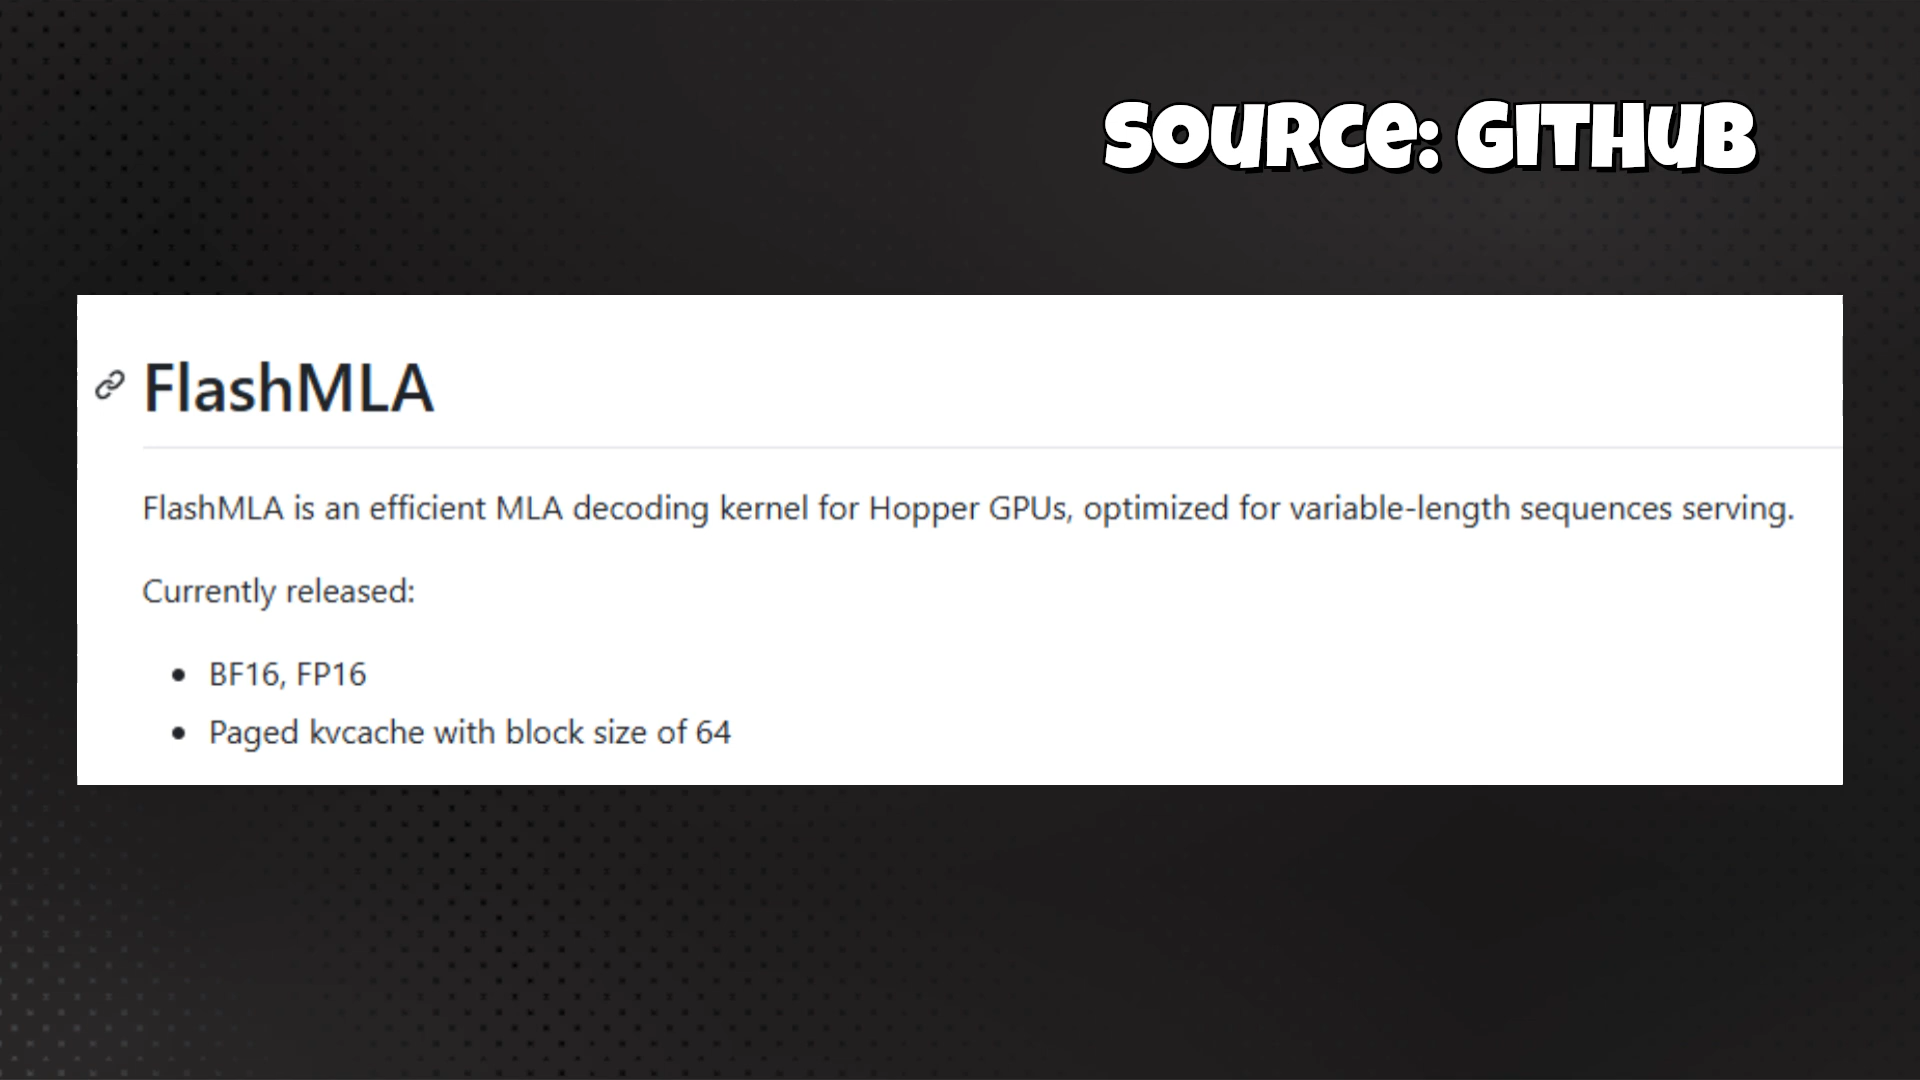 SOURCE: GITHUB
FlashMLA
FlashMLA is an efficient MLA decoding kernel for Hopper GPUs, optimized for variable-length sequences serving.
Currently released:
• BF16, FP16
• Paged kvcache with block size of 64